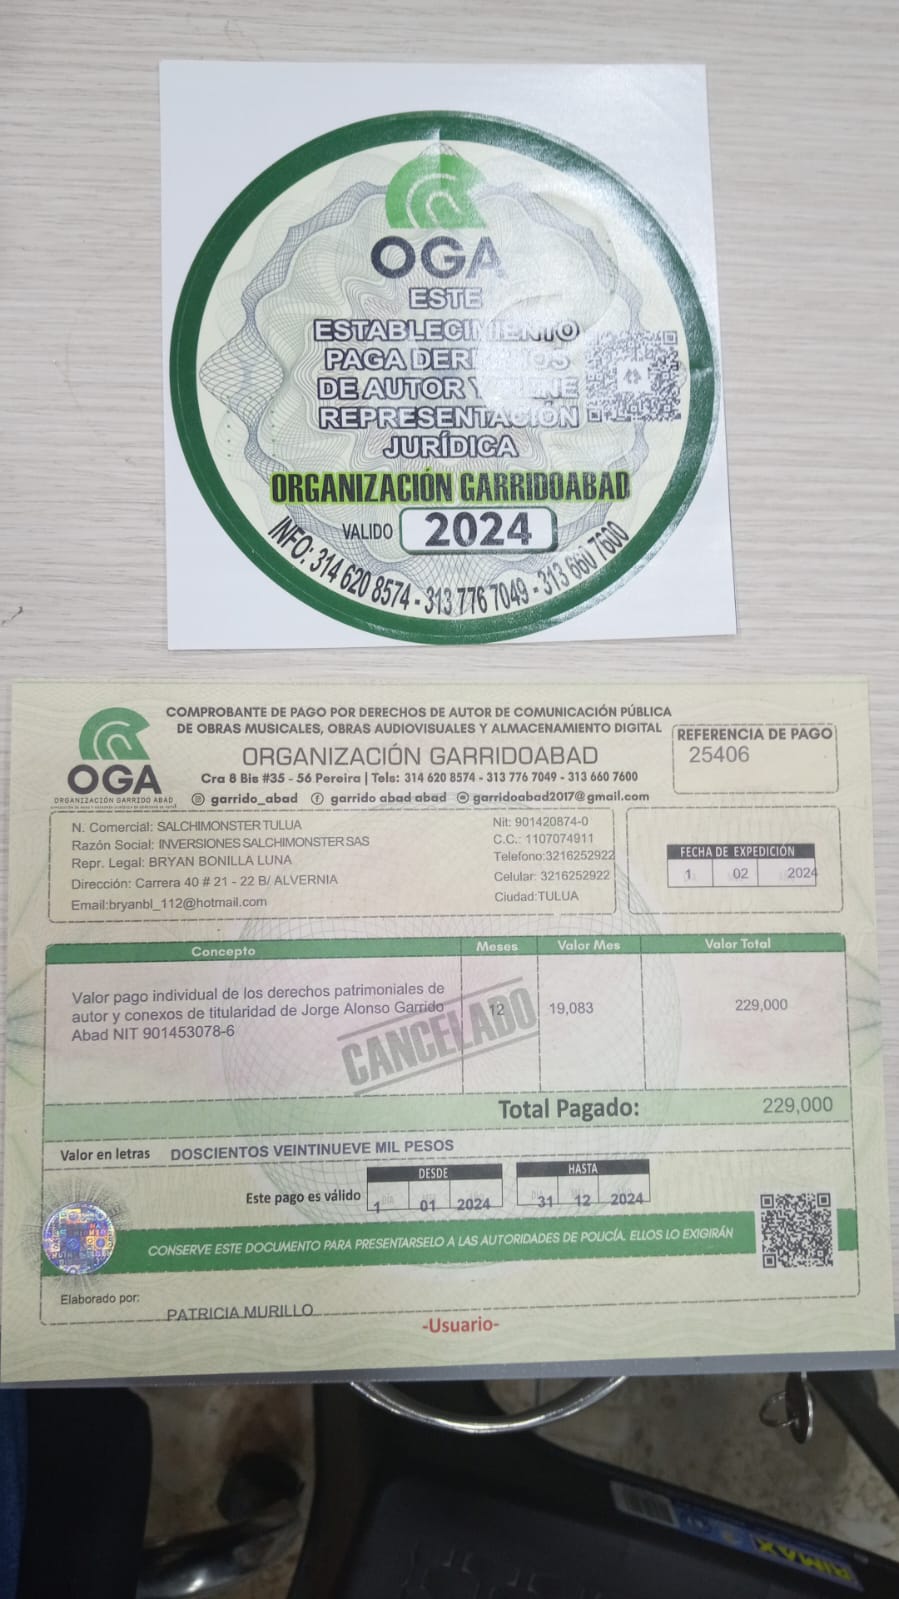 OGA
ESTE
ESTABLECIMIENTO
PAGA DERECHOS
DE AUTOR Y TIENE
REPRESENTACIÓN
JURÍDICA
ORGANIZACIÓN GARRIDOABAD
VALIDO 2024
INFO: 314 620 8574 - 313 776 7049 - 313 660 7600
COMPROBANTE DE PAGO POR DERECHOS DE AUTOR DE COMUNICACIÓN PÚBLICA
DE OBRAS MUSICALES, OBRAS AUDIOVISUALES Y ALMACENAMIENTO DIGITAL
ORGANIZACIÓN GARRIDOABAD
Cra 8 Bis #35 - 56 Pereira | Tels: 314 620 8574 - 313 776 7049 - 313 660 7600
garrido_abad garrido abad abad garridoabad2017@gmail.com
OGA
ORGANIZACIÓN GARRIDO ABAD
REFERENCIA DE PAGO
25406
N. Comercial: SALCHIMONSTER TULUA
Nit: 901420874-0
Razón Social: INVERSIONES SALCHIMONSTER SAS
C.C.: 1107074911
Repr. Legal: BRYAN BONILLA LUNA
Telefono:3216252922
Dirección: Carrera 40 # 21 - 22 B/ ALVERNIA
Celular: 3216252922
Email:bryanbl_112@hotmail.com
Ciudad:TULUA
FECHA DE EXPEDICIÓN
1 02 2024
Concepto Meses Valor Mes Valor Total
Valor pago individual de los derechos patrimoniales de
autor y conexos de titularidad de Jorge Alonso Garrido
Abad NIT 901453078-6
12 19,083 229,000
CANCELADO
Total Pagado: 229,000
Valor en letras DOSCIENTOS VEINTINUEVE MIL PESOS
DESDE HASTA
Este pago es válido 1 01 2024 31 12 2024
CONSERVE ESTE DOCUMENTO PARA PRESENTARSELO A LAS AUTORIDADES DE POLICÍA. ELLOS LO EXIGIRÁN
Elaborado por: PATRICIA MURILLO
-Usuario-
RIMAX